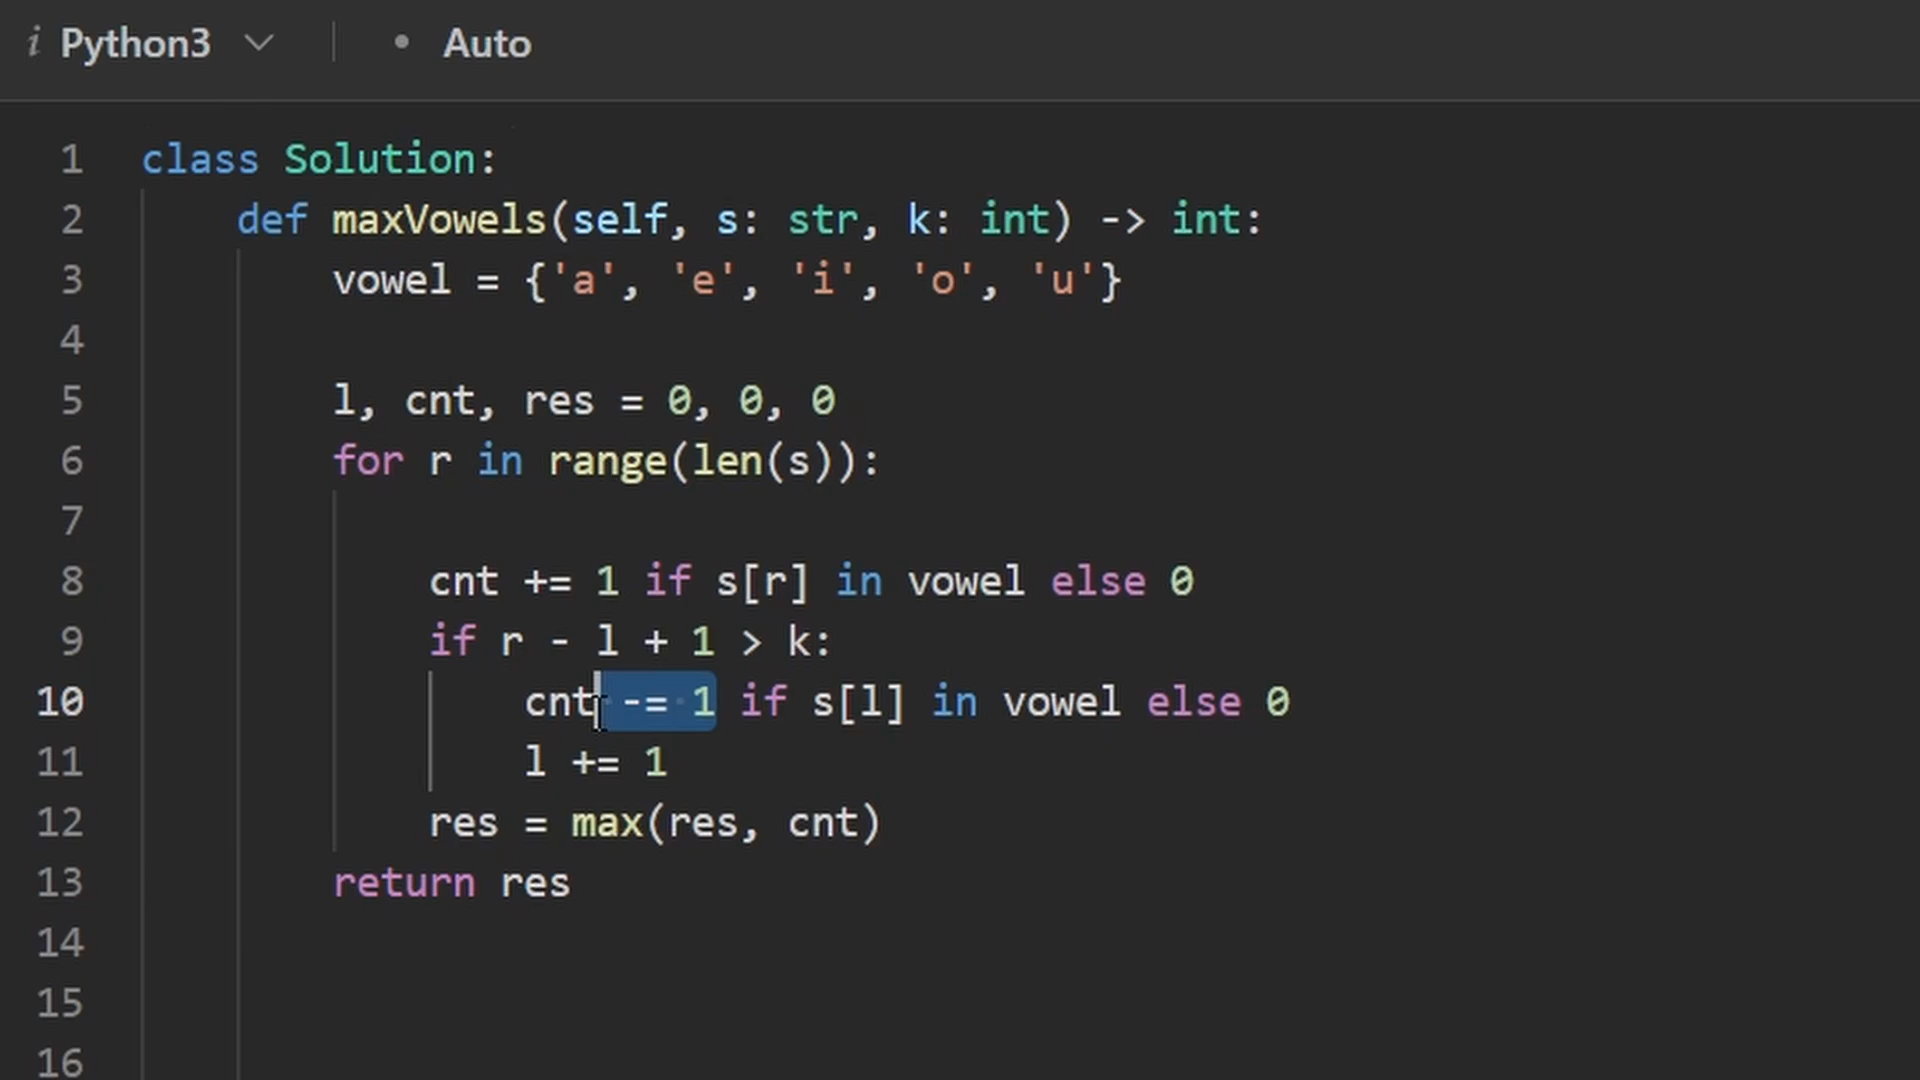 i Python3 • Auto
1 class Solution:
2 def maxVowels(self, s: str, k: int) -> int:
3 vowel = {'a', 'e', 'i', 'o', 'u'}
4
5 l, cnt, res = 0, 0, 0
6 for r in range(len(s)):
7
8 cnt += 1 if s[r] in vowel else 0
9 if r - l + 1 > k:
10 cnt -= 1 if s[l] in vowel else 0
11 l += 1
12 res = max(res, cnt)
13 return res
14
15
16